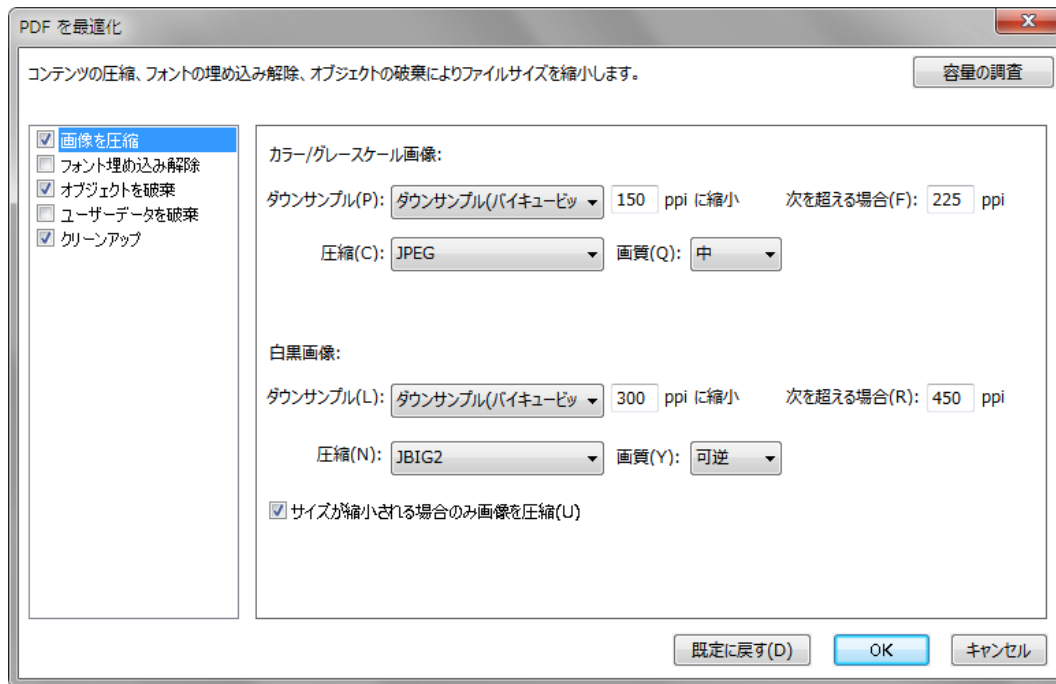 PDF を最適化
コンテンツの圧縮、フォントの埋め込み解除、オブジェクトの破棄によりファイルサイズを縮小します。
容量の調査
画像を圧縮
フォント埋め込み解除
オブジェクトを破棄
ユーザーデータを破棄
クリーンアップ
カラー/グレースケール画像:
ダウンサンプル(P): ダウンサンプル(バイキュービッ 150 ppi に縮小 次を超える場合(F): 225 ppi
圧縮(C): JPEG 画質(Q): 中
白黒画像:
ダウンサンプル(L): ダウンサンプル(バイキュービッ 300 ppi に縮小 次を超える場合(R): 450 ppi
圧縮(N): JBIG2 画質(Y): 可逆
サイズが縮小される場合のみ画像を圧縮(U)
既定に戻す(D) OK キャンセル